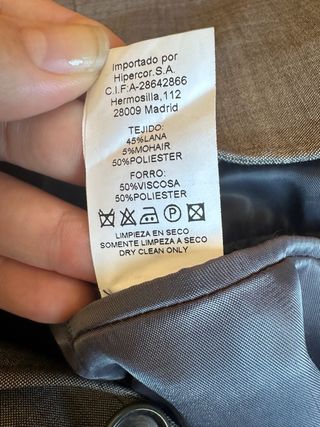 Importado por
Hipercor.S.A.
C.I.F:A-28642866
Hermosilla,112
28009 Madrid
TEJIDO:
45%LANA
5%MOHAIR
50%POLIESTER
FORRO:
50%VISCOSA
50%POLIESTER
P
LIMPIEZA EN SECO
SOMENTE LIMPEZA A SECO
DRY CLEAN ONLY